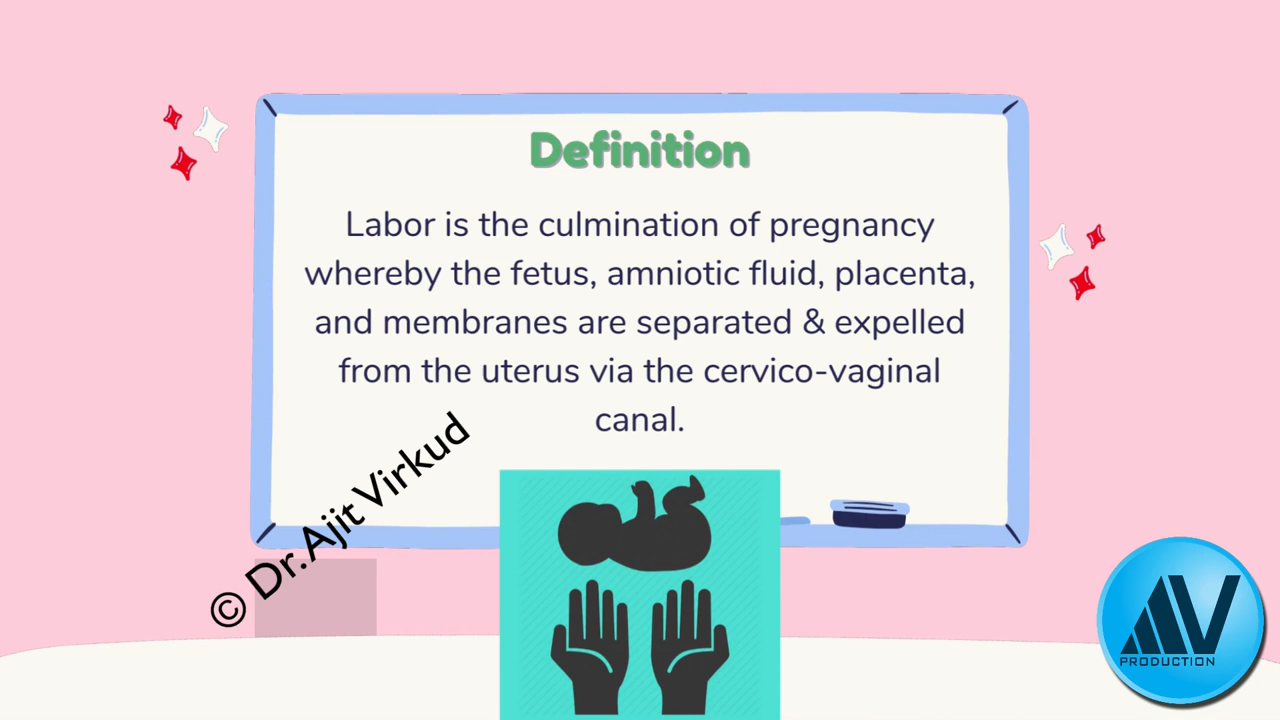 Definition
Labor is the culmination of pregnancy
whereby the fetus, amniotic fluid, placenta,
and membranes are separated & expelled
from the uterus via the cervico-vaginal
canal.
© Dr.Ajit Virkud
AV
PRODUCTION